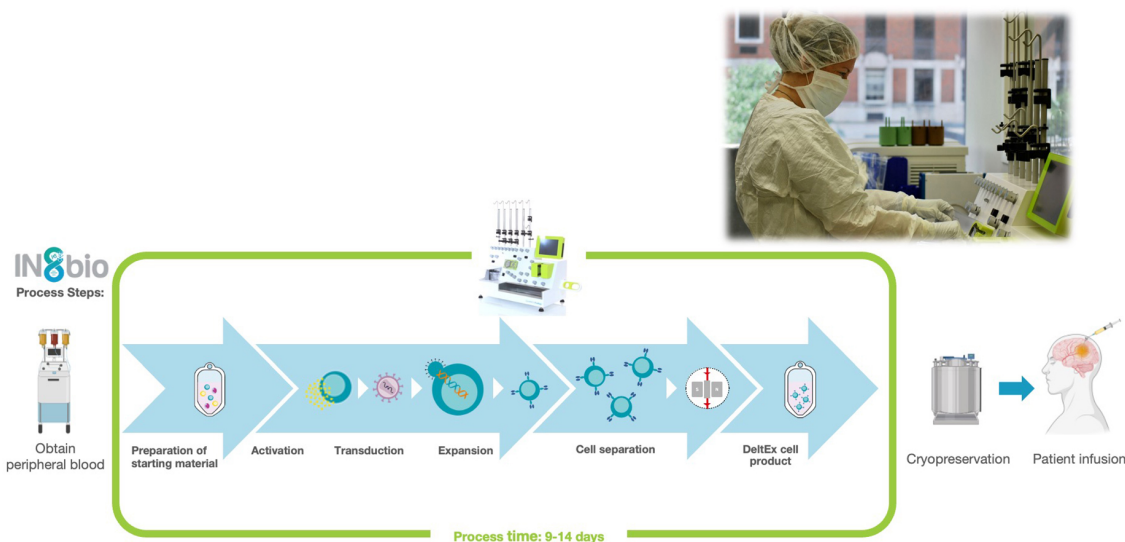 IN8bio
Process Steps:
Obtain
peripheral blood
Preparation of
starting material
Activation
Transduction
Expansion
Cell separation
DeltEx cell
product
Cryopreservation
Patient infusion
Process time: 9-14 days